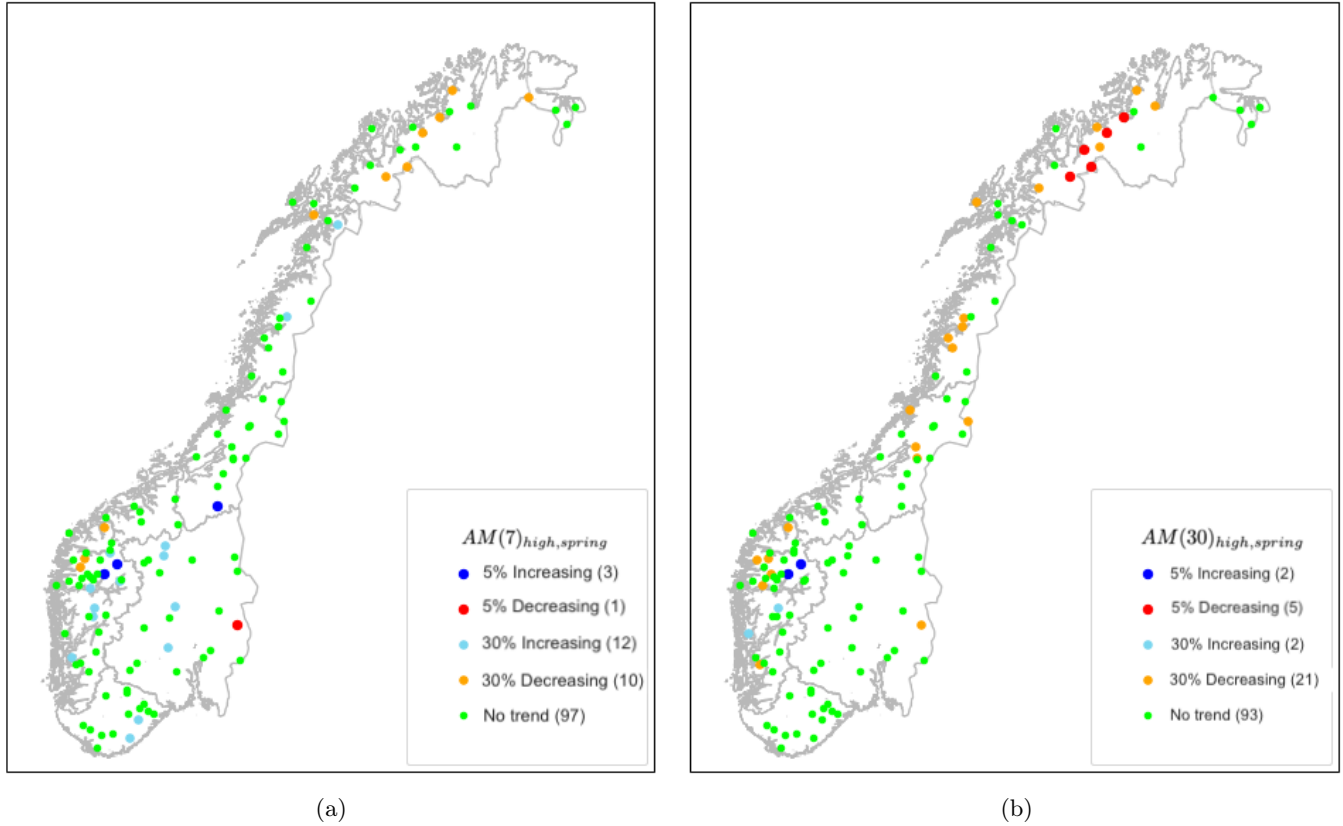 AM(7)high,spring
5% Increasing (3)
5% Decreasing (1)
30% Increasing (12)
30% Decreasing (10)
No trend (97)
(a)
AM(30)high,spring
5% Increasing (2)
5% Decreasing (5)
30% Increasing (2)
30% Decreasing (21)
No trend (93)
(b)